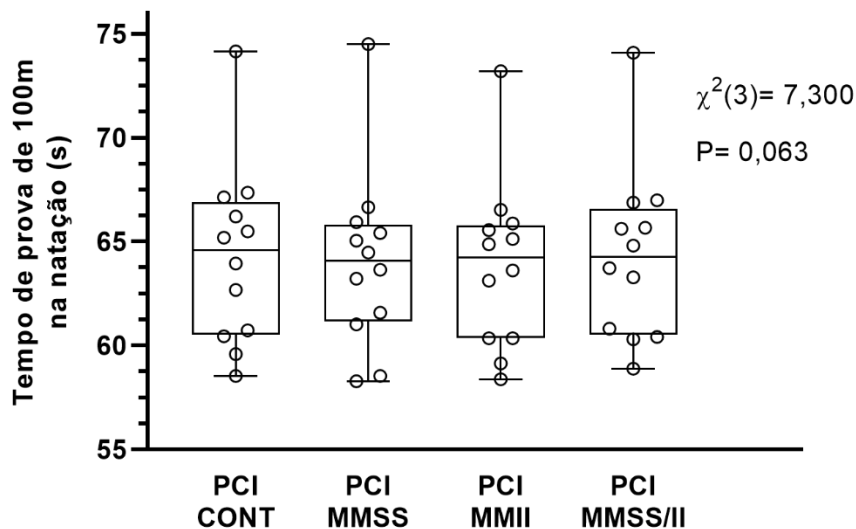 Tempo de prova de 100m
na natação (s)
75
70
65
60
55
χ²(3)= 7,300
P= 0,063
PCI
CONT
PCI
MMSS
PCI
MMII
PCI
MMSS/II